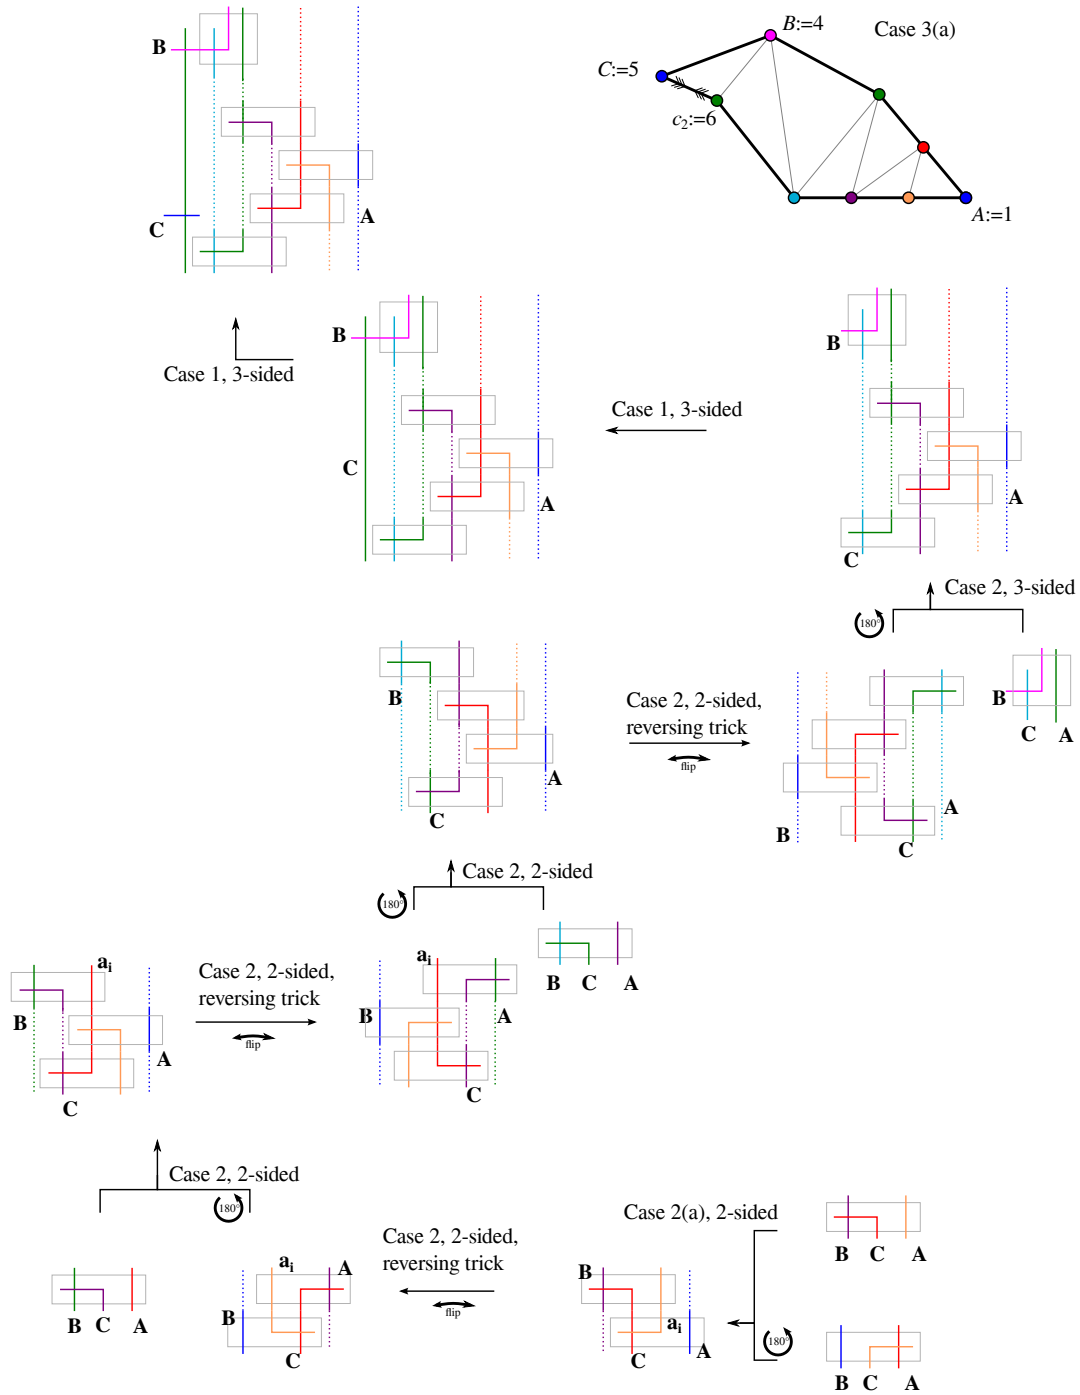 B:=4
Case 3(a)
B
C:=5
c2:=6
A:=1
A
C
Case 1, 3-sided
B
B
Case 1, 3-sided
C
A
A
C
Case 2, 3-sided
180°
B
Case 2, 2-sided,
reversing trick
flip
B
C
A
A
C
B
A
C
Case 2, 2-sided
180°
B
C
A
ai
Case 2, 2-sided,
reversing trick
flip
B
A
C
ai
B
A
C
Case 2, 2-sided
180°
Case 2, 2-sided,
reversing trick
flip
Case 2(a), 2-sided
B
C
A
B
C
A
ai
A
B
C
B
ai
C
A
180°
B
C
A